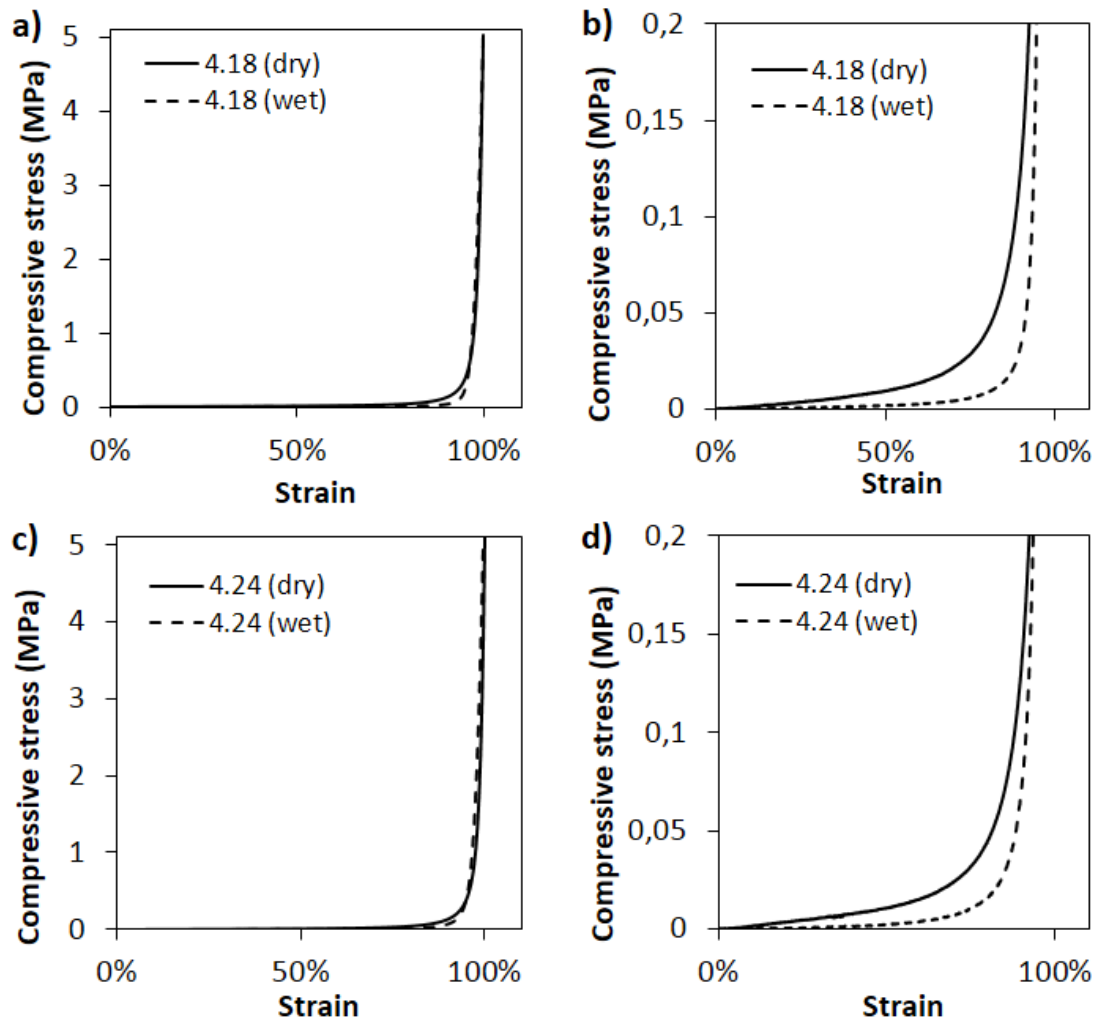 a)
Compressive stress (MPa)
5
4
3
2
1
0
4.18 (dry)
4.18 (wet)
0% 50% 100%
Strain
b)
Compressive stress (MPa)
0,2
0,15
0,1
0,05
0
4.18 (dry)
4.18 (wet)
0% 50% 100%
Strain
c)
Compressive stress (MPa)
5
4
3
2
1
0
4.24 (dry)
4.24 (wet)
0% 50% 100%
Strain
d)
Compressive stress (MPa)
0,2
0,15
0,1
0,05
0
4.24 (dry)
4.24 (wet)
0% 50% 100%
Strain